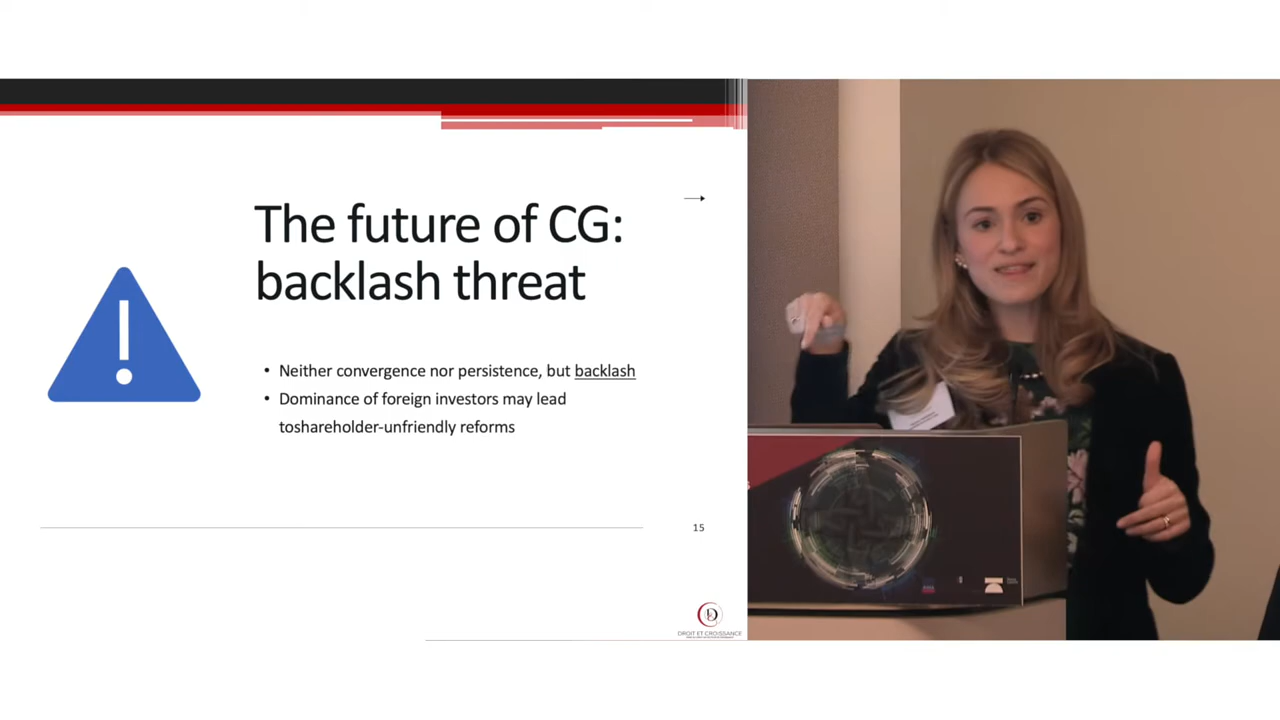 The future of CG:
backlash threat
• Neither convergence nor persistence, but backlash
• Dominance of foreign investors may lead
toshareholder-unfriendly reforms
15
DROIT ET CROISSANCE